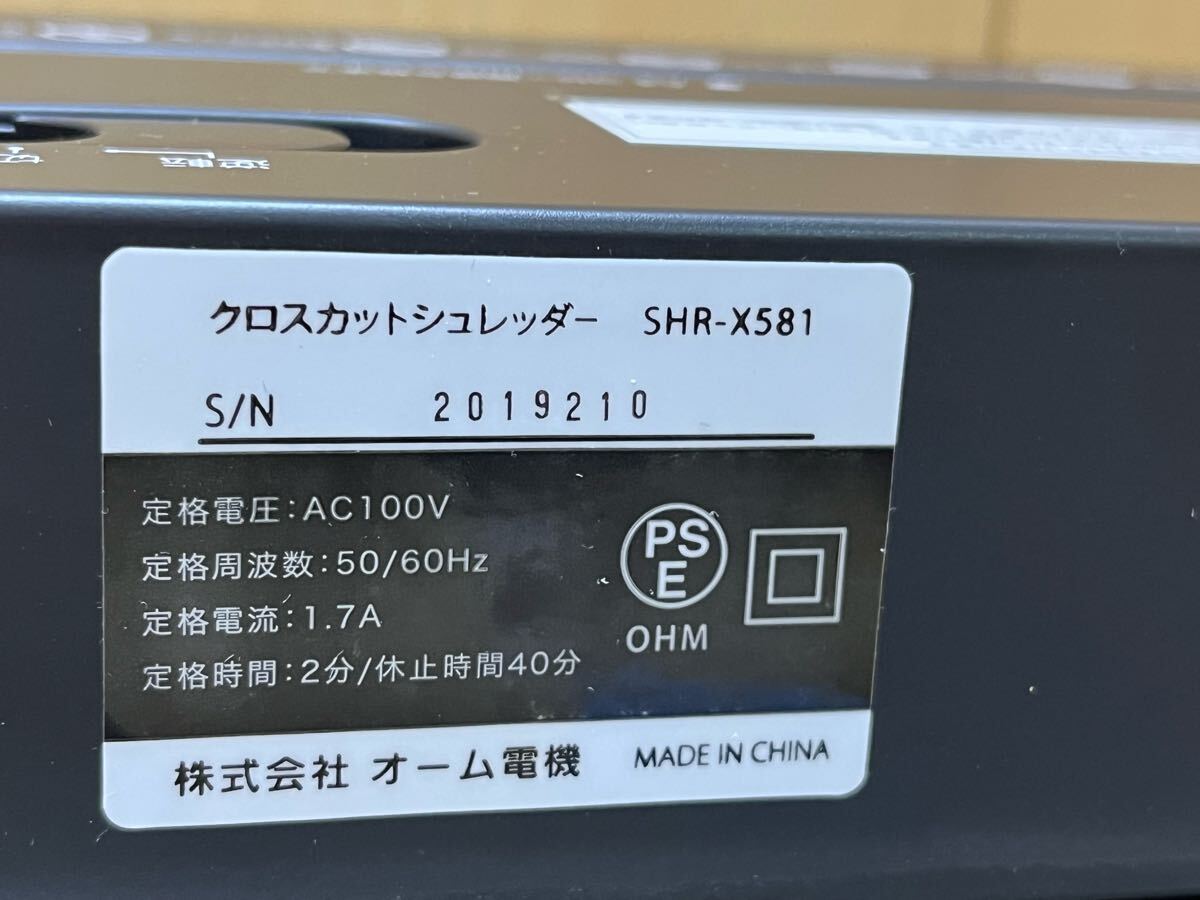 切
逆転
クロスカットシュレッダー SHR-X581
S/N 2019210
定格電圧:AC100V
定格周波数:50/60Hz
定格電流:1.7A
定格時間:2分/休止時間40分
PS
E
OHM
株式会社 オーム電機 MADE IN CHINA